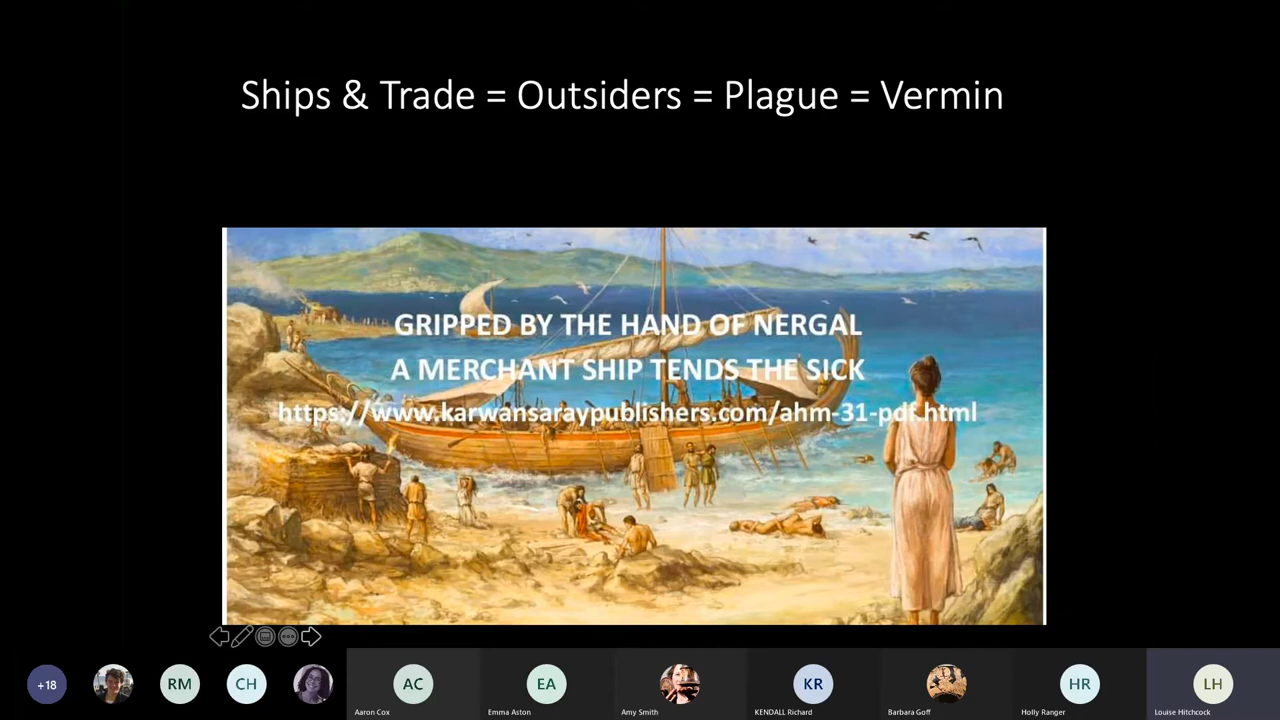 Ships & Trade = Outsiders = Plague = Vermin
GRIPPED BY THE HAND OF NERGAL
A MERCHANT SHIP TENDS THE SICK
https://www.karwansaraypublishers.com/ahm-31-pdf.html
+18
RM
CH
AC
EA
KR
HR
LH
Aaron Cox
Emma Aston
Amy Smith
KENDALL Richard
Barbara Goff
Holly Ranger
Louise Hitchcock